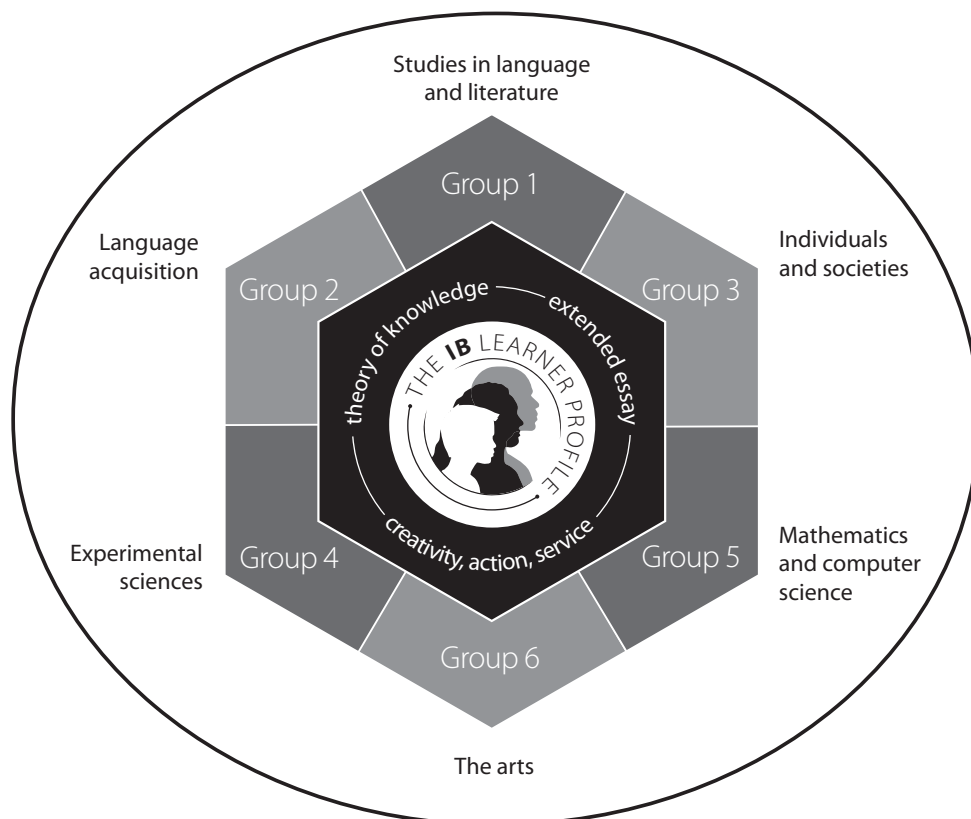 Studies in language
and literature
Group 1
Language
acquisition
Individuals
and societies
Group 2
Group 3
theory of knowledge
extended essay
THE IB LEARNER PROFILE
creativity, action, service
Experimental
sciences
Group 4
Group 5
Mathematics
and computer
science
Group 6
The arts